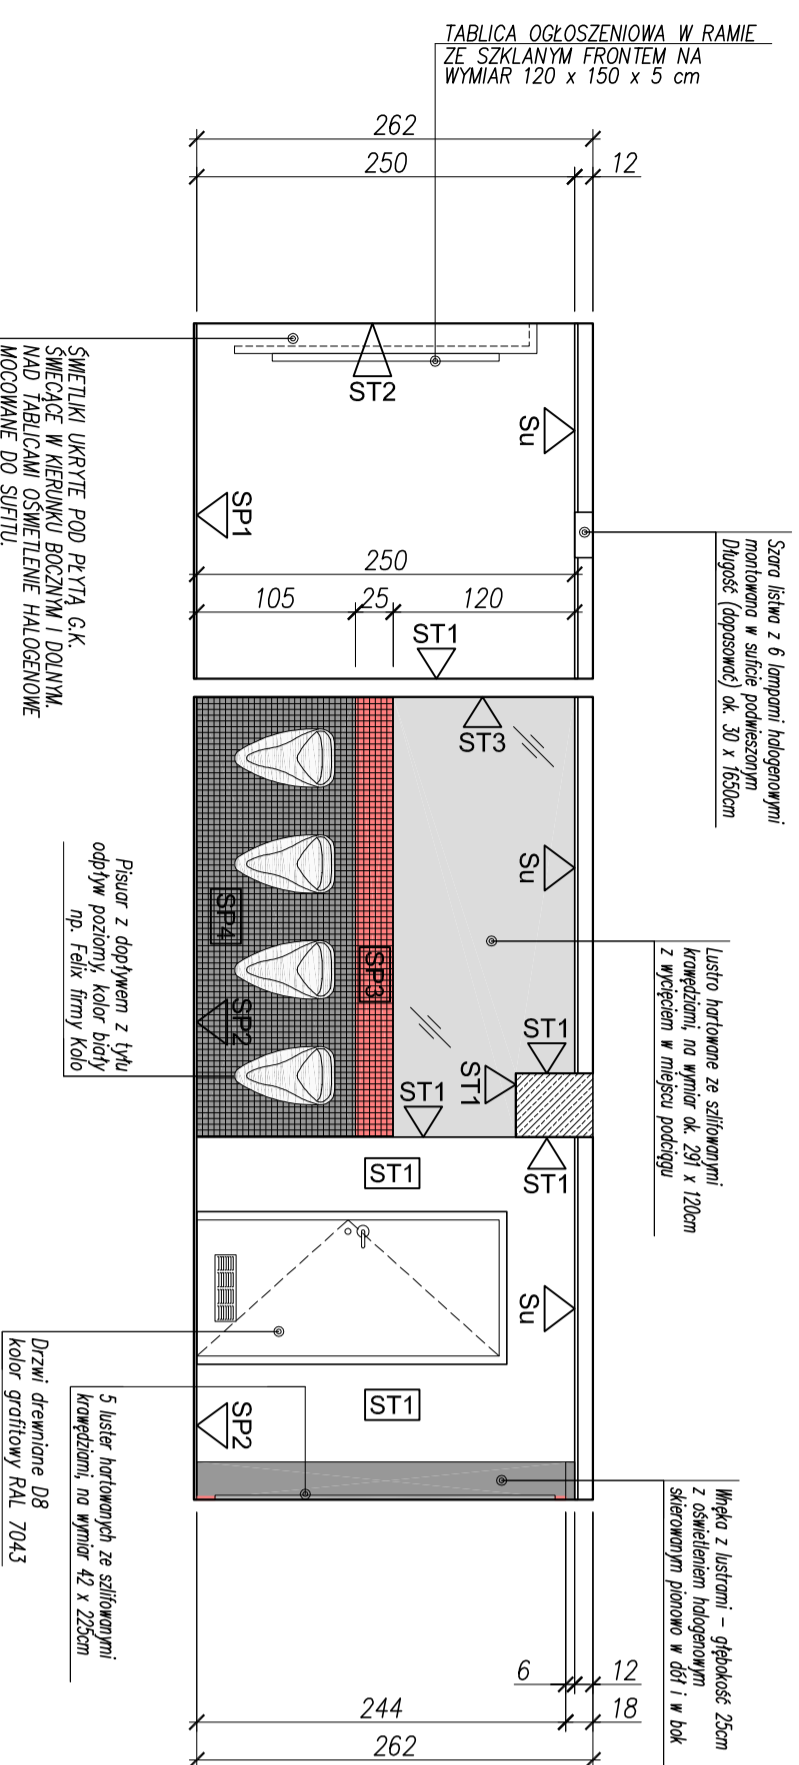 TABLICA OGŁOSZENIOWA W RAMIE
ZE SZKLANYM FRONTEM NA
WYMIAR 120 x 150 x 5 cm
262
250
12
Szara listwa z 6 lampami halogenowymi
montowana w suficie podwieszonym
Długość (dopasować) ok. 30 x 1650cm
ST2
Su
SP1
250
105
25
120
ST1
ŚWIETLIKI UKRYTE POD PŁYTĄ G.K.
ŚWIECĄCE W KIERUNKU BOCZNYM I DOLNYM.
NAD TABLICAMI OŚWIETLENIE HALOGENOWE
MOCOWANE DO SUFITU.
ST3
Su
SP4
SP3
SP2
Pisuar z dopływem z tyłu
odpływ poziomy, kolor biały
np. Felix firmy Koło
Lustro hartowane ze szlifowanymi
krawędziami, na wymiar ok. 291 x 120cm
z wycięciem w miejscu podciągu
ST1
ST1
ST1
ST1
ST1
Su
ST1
SP2
Drzwi drewniane D8
kolor grafitowy RAL 7043
5 luster hartowanych ze szlifowanymi
krawędziami, na wymiar 42 x 225cm
Wnęka z lustrami – głębokość 25cm
z oświetleniem halogenowym
skierowanym pionowo w dół i w bok
6
12
244
18
262